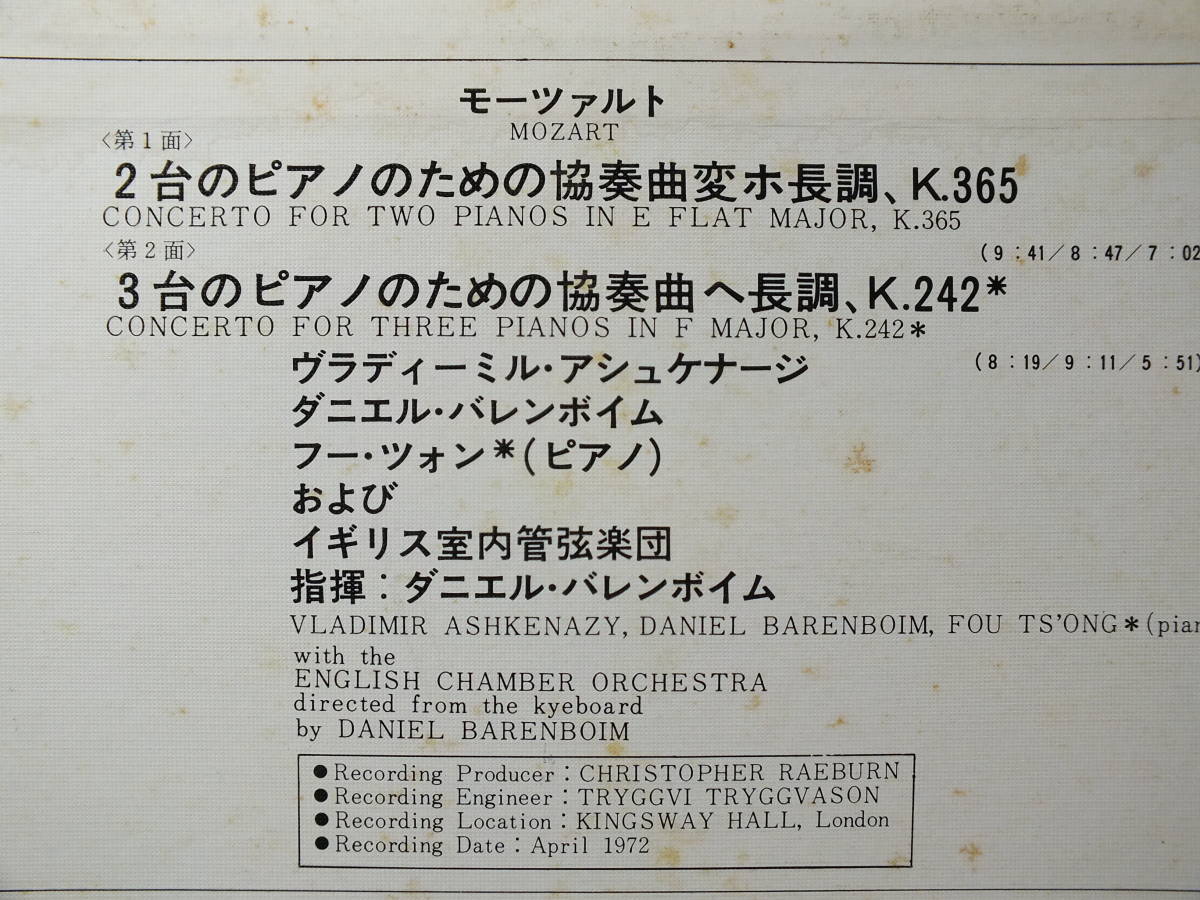 モーツァルト
MOZART
〈第1面〉
2台のピアノのための協奏曲変ホ長調、K.365
CONCERTO FOR TWO PIANOS IN E FLAT MAJOR, K.365
〈第2面〉
(9:41/8:47/7:02
3台のピアノのための協奏曲ヘ長調、K.242*
CONCERTO FOR THREE PIANOS IN F MAJOR, K.242*
ヴラディーミル・アシュケナージ
(8:19/9:11/5:51)
ダニエル・バレンボイム
フー・ツォン*(ピアノ)
および
イギリス室内管弦楽団
指揮:ダニエル・バレンボイム
VLADIMIR ASHKENAZY, DANIEL BARENBOIM, FOU TS'ONG*(pian
with the
ENGLISH CHAMBER ORCHESTRA
directed from the kyeboard
by DANIEL BARENBOIM
●Recording Producer:CHRISTOPHER RAEBURN
●Recording Engineer:TRYGGVI TRYGGVASON
●Recording Location:KINGSWAY HALL, London
●Recording Date:April 1972